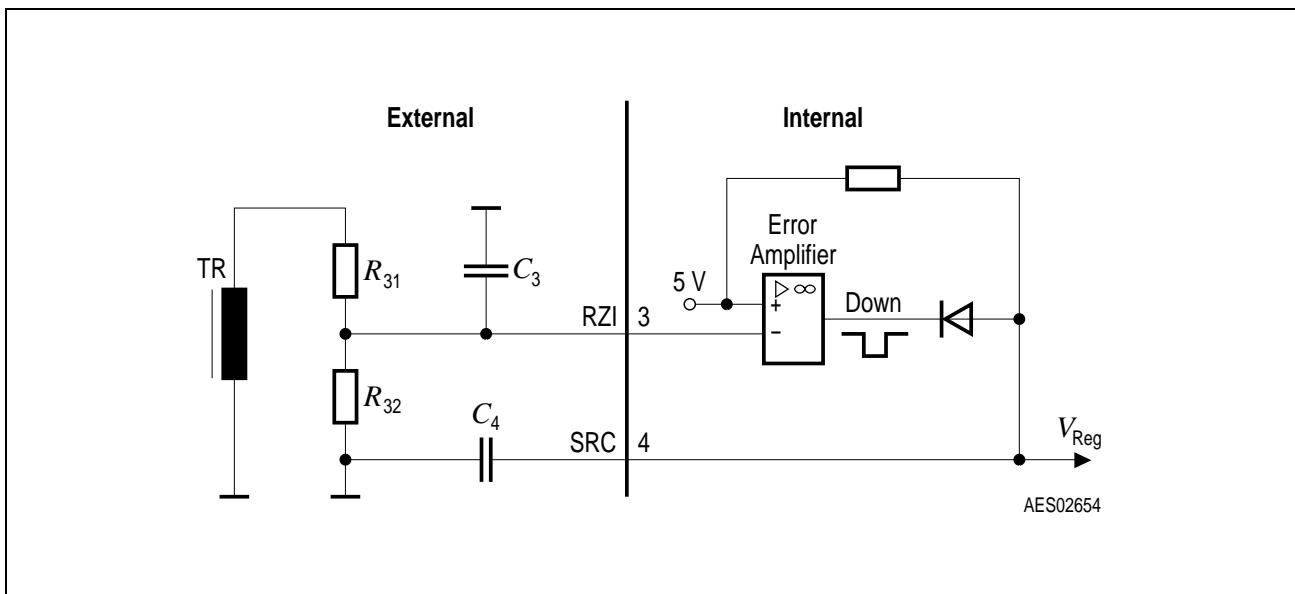 External
Internal
Error
Amplifier
▷ ∞
+
−
5 V
Down
TR
R31
C3
RZI 3
R32
C4
SRC 4
VReg
AES02654